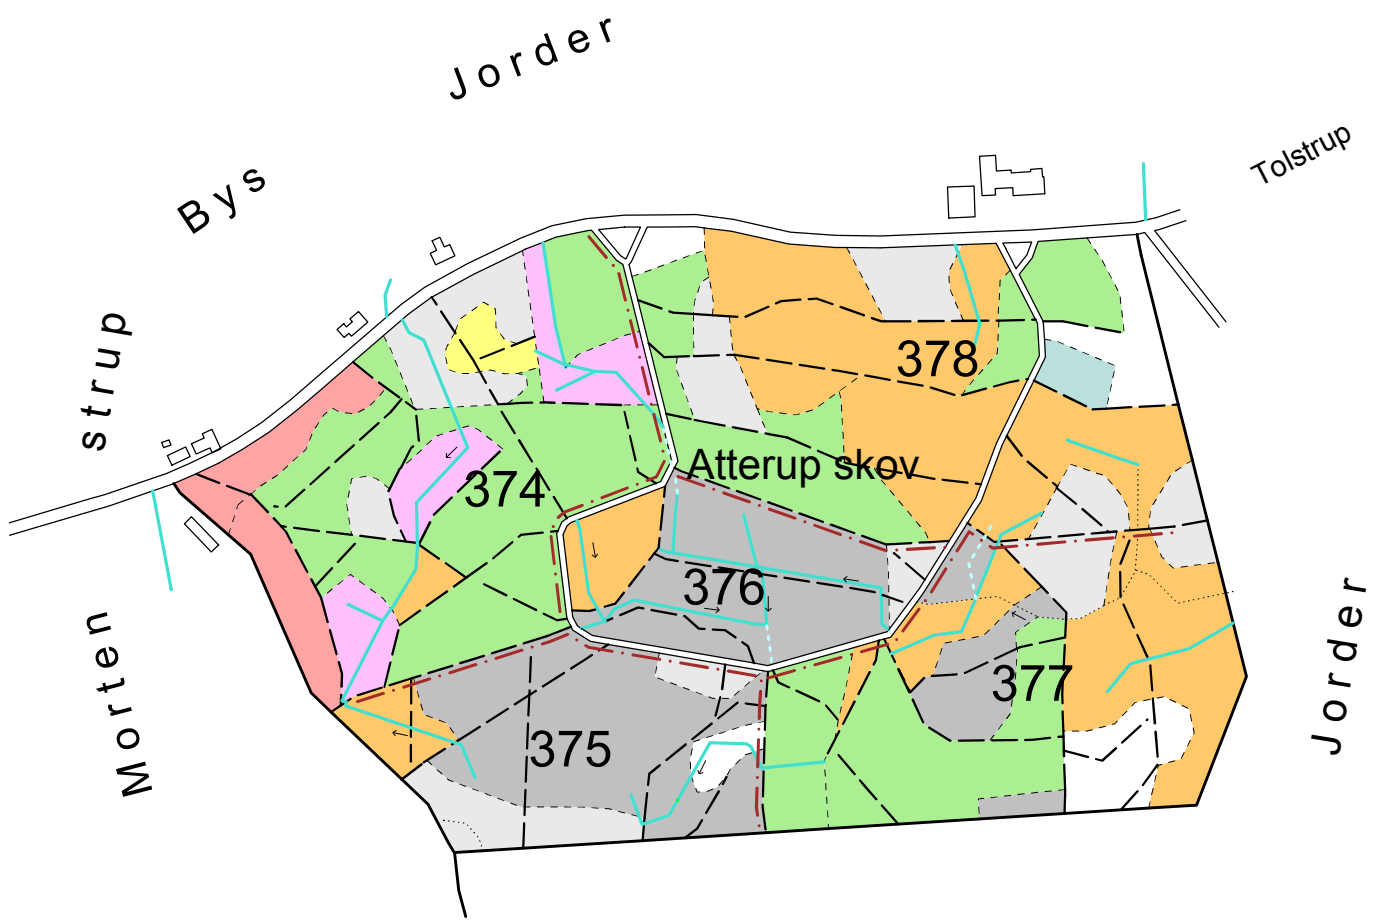 Jorder
Bys
Tolstrup
strup
378
Atterup skov
374
376
Morten
377
Jorder
375